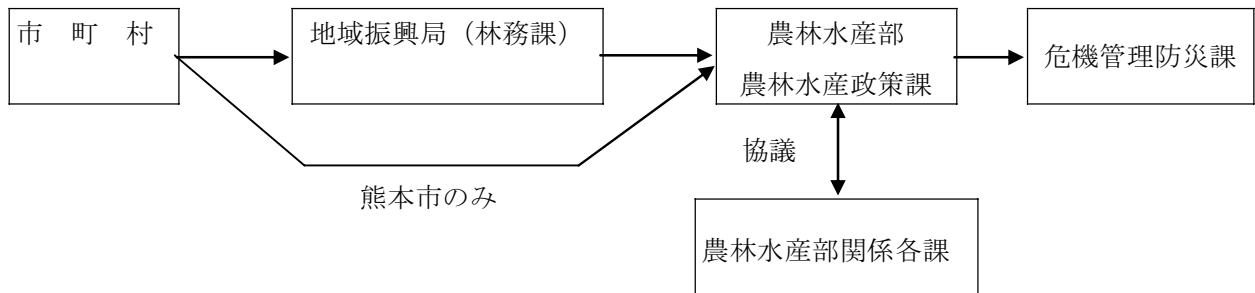 市 町 村
地域振興局（林務課）
農林水産部
農林水産政策課
危機管理防災課
協議
熊本市のみ
農林水産部関係各課